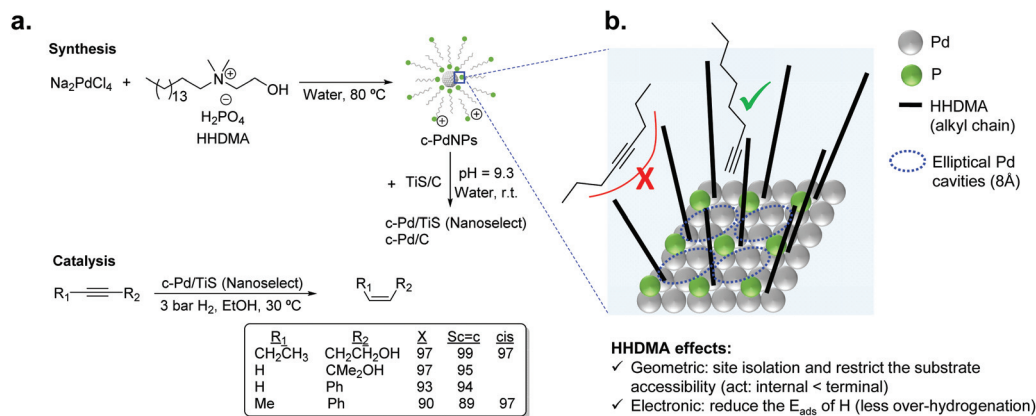 a.
Synthesis
Na2PdCl4 + 13 N ⊕ OH
⊖
H2PO4
HHDMA
Water, 80 ºC
⊕ ⊕
c-PdNPs
+ TiS/C
pH = 9.3
Water, r.t.
c-Pd/TiS (Nanoselect)
c-Pd/C
Catalysis
R1 R2
c-Pd/TiS (Nanoselect)
3 bar H2, EtOH, 30 ºC
R1 R2
R1 R2 X Sc=c cis
CH2CH3 CH2CH2OH 97 99 97
H CMe2OH 97 95
H Ph 93 94
Me Ph 90 89 97
b.
X
Pd
P
HHDMA
(alkyl chain)
Elliptical Pd
cavities (8Å)
HHDMA effects:
✓ Geometric: site isolation and restrict the substrate
accessibility (act: internal < terminal)
✓ Electronic: reduce the Eads of H (less over-hydrogenation)